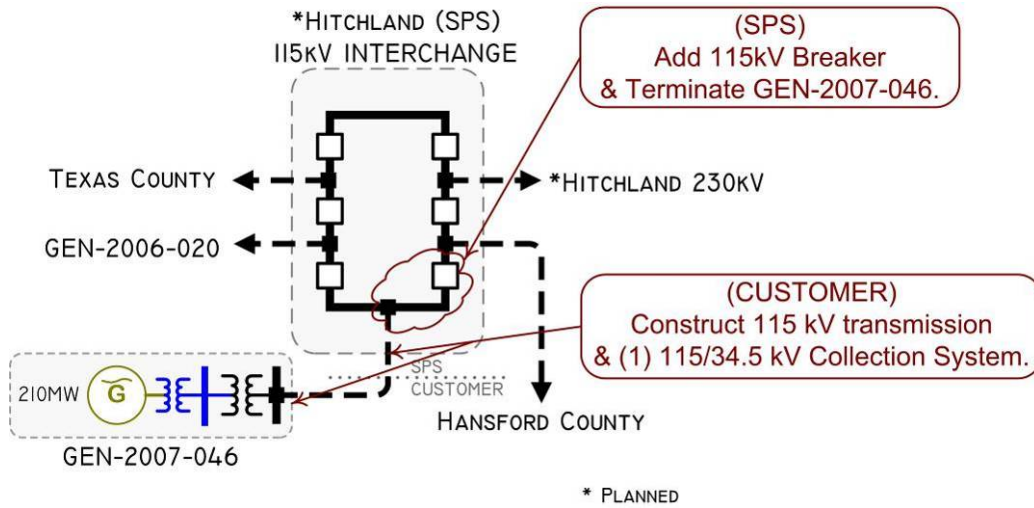 *HITCHLAND (SPS)
115KV INTERCHANGE
(SPS)
Add 115kV Breaker
& Terminate GEN-2007-046.
TEXAS COUNTY
*HITCHLAND 230KV
GEN-2006-020
(CUSTOMER)
Construct 115 kV transmission
& (1) 115/34.5 kV Collection System.
SPS
CUSTOMER
210MW
G
HANSFORD COUNTY
GEN-2007-046
* PLANNED